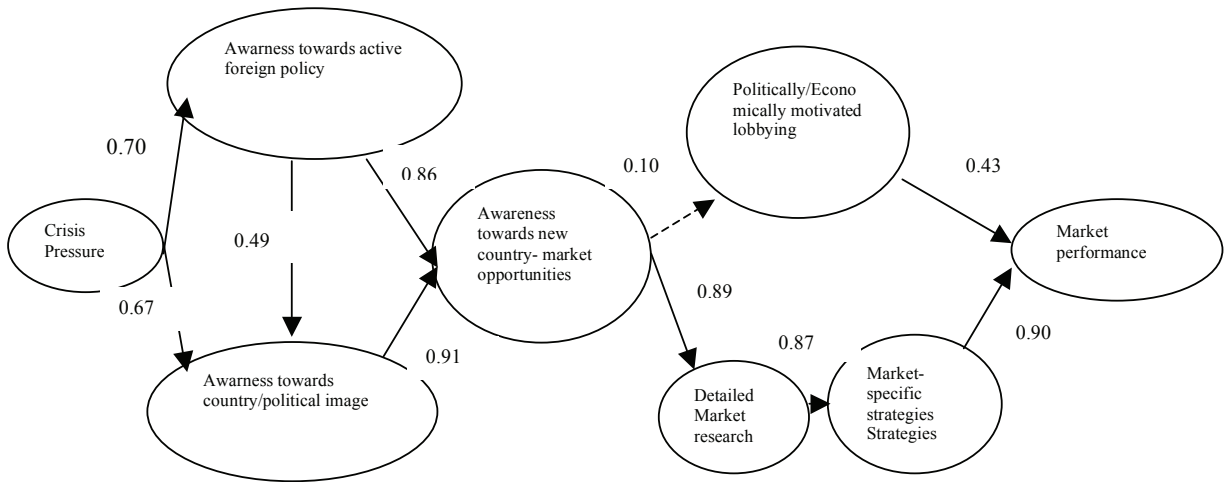 Awarness towards active
foreign policy
Politically/Econo
mically motivated
lobbying
0.70
0.86
0.10
0.43
Crisis
Pressure
0.49
Awareness
towards new
country- market
opportunities
Market
performance
0.67
0.89
0.91
0.87
0.90
Awarness towards
country/political image
Detailed
Market
research
Market-
specific
strategies
Strategies